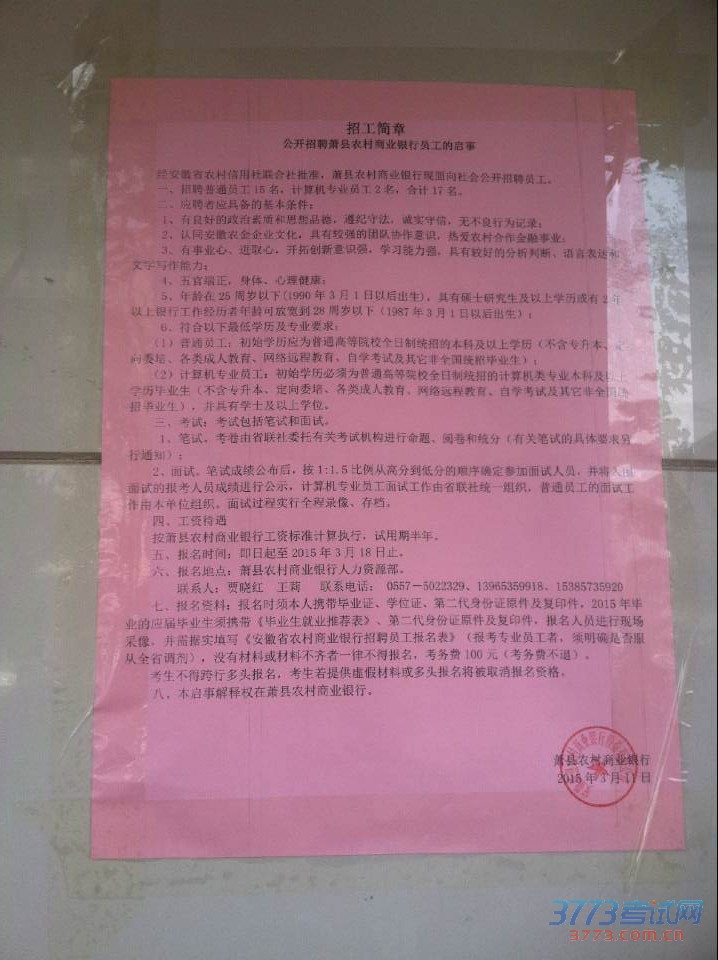 招工简章
公开招聘萧县农村商业银行员工的启事
经安徽省农村信用社联合社批准，萧县农村商业银行现面向社会公开招聘员工。
一、招聘普通员工15名，计算机专业员工2名，合计17名。
二、应聘者应具备的基本条件：
1、有良好的政治素质和思想品德，遵纪守法，诚实守信，无不良行为记录；
2、认同安徽农金企业文化，具有较强的团队协作意识，热爱农村合作金融事业；
3、有事业心、进取心，开拓创新意识强，学习能力强，具有较好的分析判断、语言表达和
文字写作能力；
4、五官端正，身体、心理健康；
5、年龄在25周岁以下(1990年3月1日以后出生)，具有硕士研究生及以上学历或有2年
以上银行工作经历者年龄可放宽到28周岁以下（1987年3月1日以后出生）；
6、符合以下最低学历及专业要求：
（1）普通员工：初始学历应为普通高等院校全日制统招的本科及以上学历（不含专升本、定
向委培、各类成人教育、网络远程教育、自学考试及其它非全国统招毕业生）；
（2）计算机专业员工：初始学历必须为普通高等院校全日制统招的计算机类专业本科及以上
学历毕业生（不含专升本、定向委培、各类成人教育、网络远程教育、自学考试及其它非全国统
招毕业生），并具有学士及以上学位。
三、考试：考试包括笔试和面试。
1、笔试。考卷由省联社委托有关考试机构进行命题、阅卷和统分（有关笔试的具体要求另
行通知）；
2、面试。笔试成绩公布后，按1:1.5比例从高分到低分的顺序确定参加面试人员，并将入围
面试的报考人员成绩进行公示，计算机专业员工面试工作由省联社统一组织，普通员工的面试工
作由本单位组织。面试过程实行全程录像、存档。
四、工资待遇
按萧县农村商业银行工资标准计算执行，试用期半年。
五、报名时间：即日起至2015年3月18日止。
六、报名地点：萧县农村商业银行人力资源部。
联系人：贾晓红 王莉 联系电话：0557-5022329、13965359918、15385735920
七、报名资料：报名时须本人携带毕业证、学位证、第二代身份证原件及复印件，2015年毕
业的应届毕业生须携带《毕业生就业推荐表》、第二代身份证原件及复印件，报名人员进行现场
采像，并需据实填写《安徽省农村商业银行招聘员工报名表》（报考专业员工者，须明确是否服
从全省调剂），没有材料或材料不齐者一律不得报名，考务费100元（考务费不退）。
考生不得跨行多头报名，考生若提供虚假材料或多头报名将被取消报名资格。
八、本启事解释权在萧县农村商业银行。
萧县农村商业银行
2015年3月11日
3773考试网
3773.com.cn